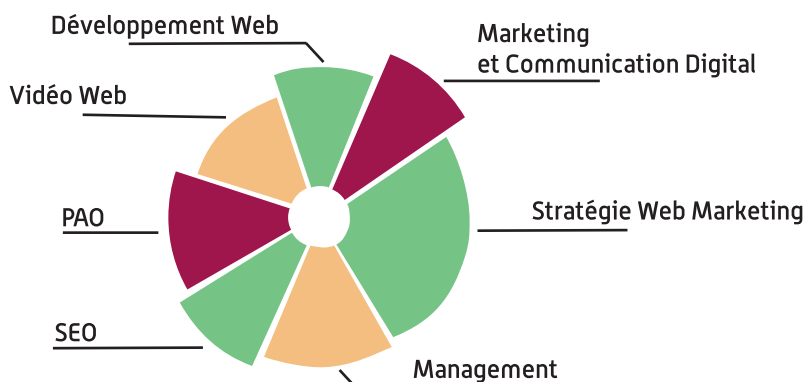 Développement Web
Marketing
et Communication Digital
Vidéo Web
Stratégie Web Marketing
PAO
SEO
Management